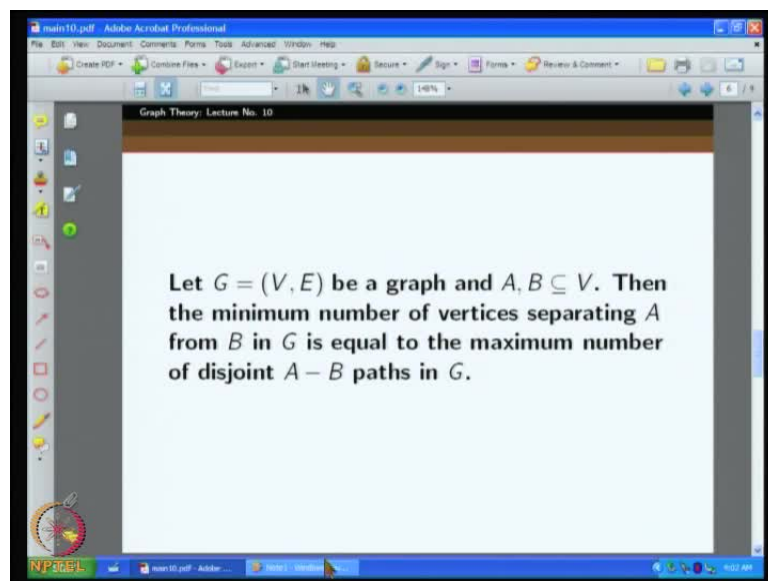 main10.pdf - Adobe Acrobat Professional
File Edit View Document Comments Forms Tools Advanced Window Help
Create PDF Combine Files Export Start Meeting Secure Sign Forms Review & Comment
148% 6
Graph Theory: Lecture No. 10
Let G = (V, E) be a graph and A, B ⊆ V. Then
the minimum number of vertices separating A
from B in G is equal to the maximum number
of disjoint A − B paths in G.
NPTEL main10.pdf - Adobe ...